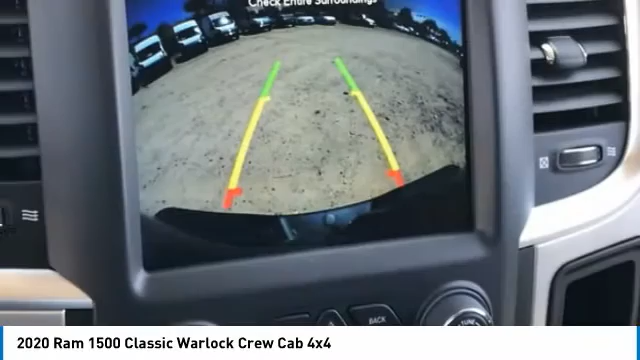 Check Entire Surroundings
BACK
2020 Ram 1500 Classic Warlock Crew Cab 4x4